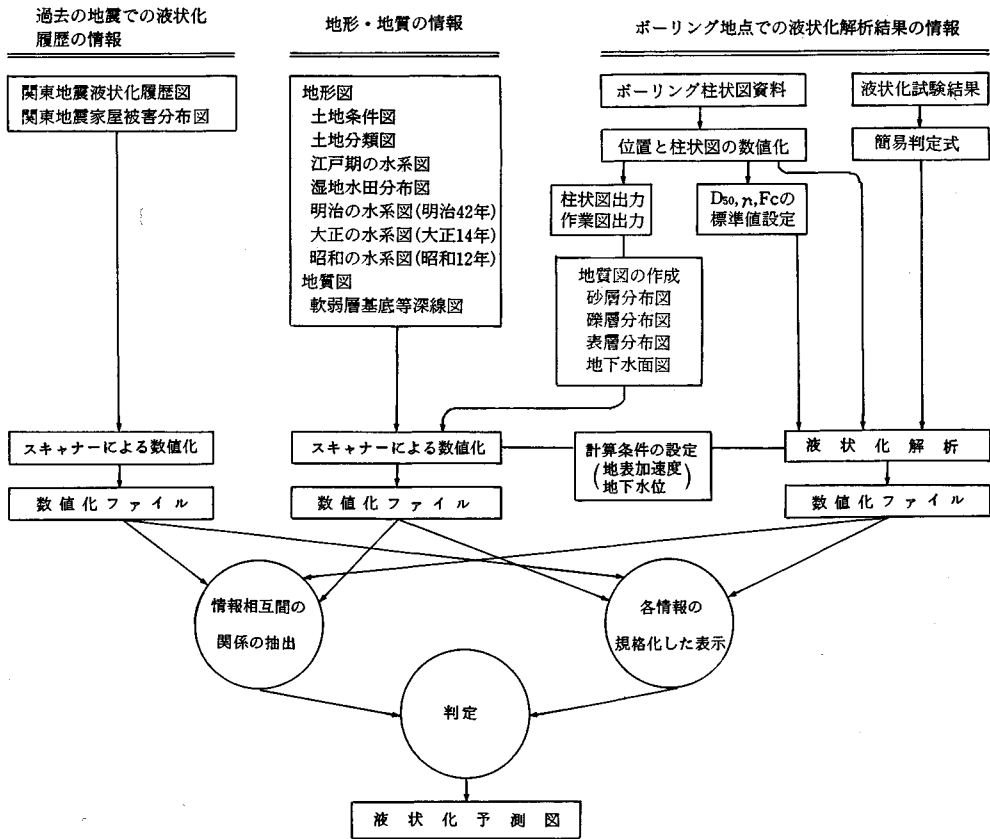 過去の地震での液状化
履歴の情報
地形・地質の情報
ボーリング地点での液状化解析結果の情報
関東地震液状化履歴図
関東地震家屋被害分布図
地形図
土地条件図
土地分類図
江戸期の水系図
湿地水田分布図
明治の水系図(明治42年)
大正の水系図(大正14年)
昭和の水系図(昭和12年)
地質図
軟弱層基底等深線図
ボーリング柱状図資料
液状化試験結果
位置と柱状図の数値化
簡易判定式
柱状図出力
作業図出力
D50, rt, Fcの
標準値設定
地質図の作成
砂層分布図
礫層分布図
表層分布図
地下水面図
スキャナーによる数値化
スキャナーによる数値化
計算条件の設定
(地表加速度
地下水位)
液状化解析
数値化ファイル
数値化ファイル
数値化ファイル
情報相互間の
関係の抽出
各情報の
規格化した表示
判定
液状化予測図